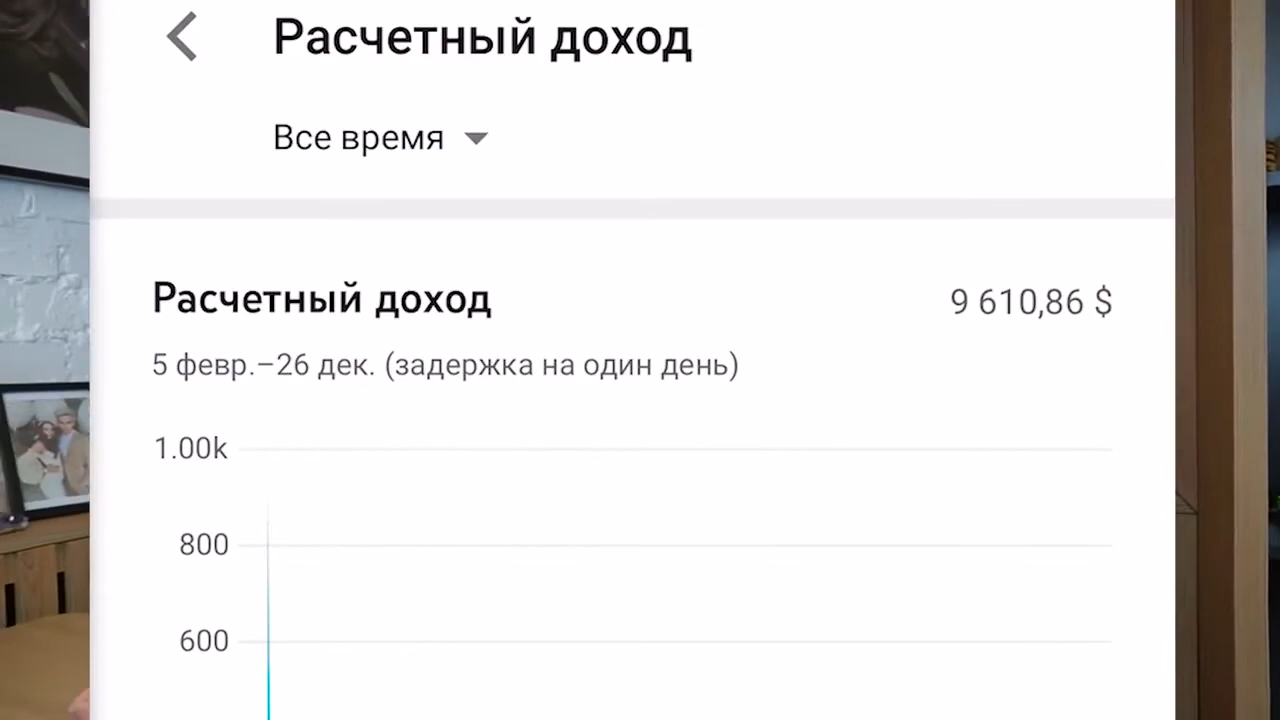 Расчетный доход
Все время
Расчетный доход
9 610,86 $
5 февр.–26 дек. (задержка на один день)
1.00k
800
600